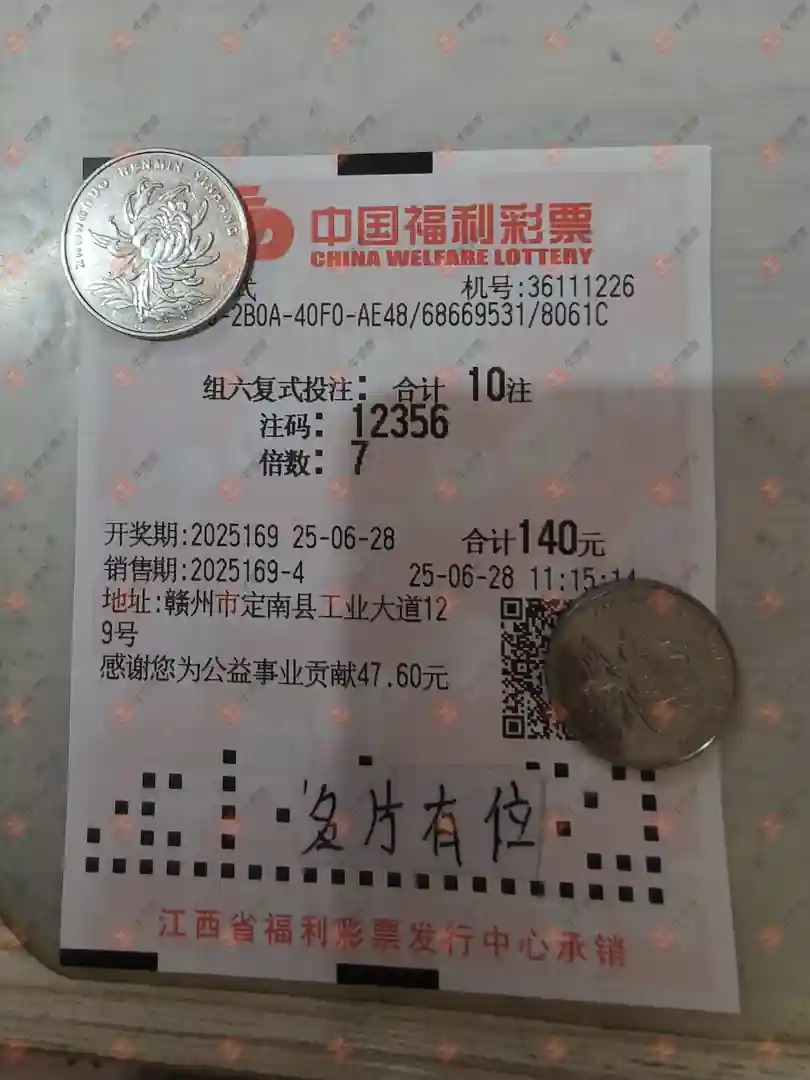 ZHONGGUO RENMIN YINHANG
中国福利彩票
CHINA WELFARE LOTTERY
式 机号:36111226
-2B0A-40F0-AE48/68669531/8061C
组六复式投注: 合计 10注
注码: 12356
倍数: 7
开奖期:2025169 25-06-28 合计140元
销售期:2025169-4 25-06-28 11:15:14
地址:赣州市定南县工业大道12
9号
感谢您为公益事业贡献47.60元
名片有位
江西省福利彩票发行中心承销